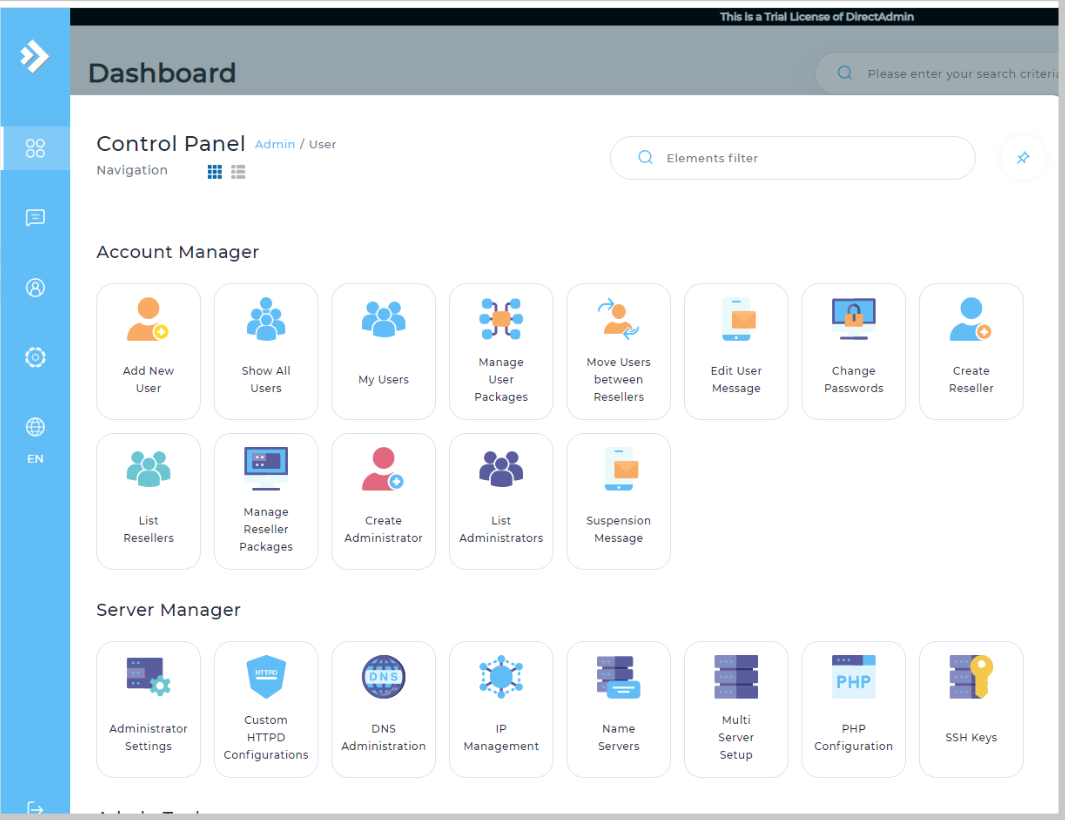 This is a Trial License of DirectAdmin
Dashboard
Please enter your search criteria
Control Panel Admin / User
Navigation
Elements filter
Account Manager
Add New
User
Show All
Users
My Users
Manage
User
Packages
Move Users
between
Resellers
Edit User
Message
Change
Passwords
Create
Reseller
EN
List
Resellers
Manage
Reseller
Packages
Create
Administrator
List
Administrators
Suspension
Message
Server Manager
Administrator
Settings
HTTPD
Custom
HTTPD
Configurations
DNS
DNS
Administration
IP
Management
Name
Servers
Multi
Server
Setup
PHP
PHP
Configuration
SSH Keys